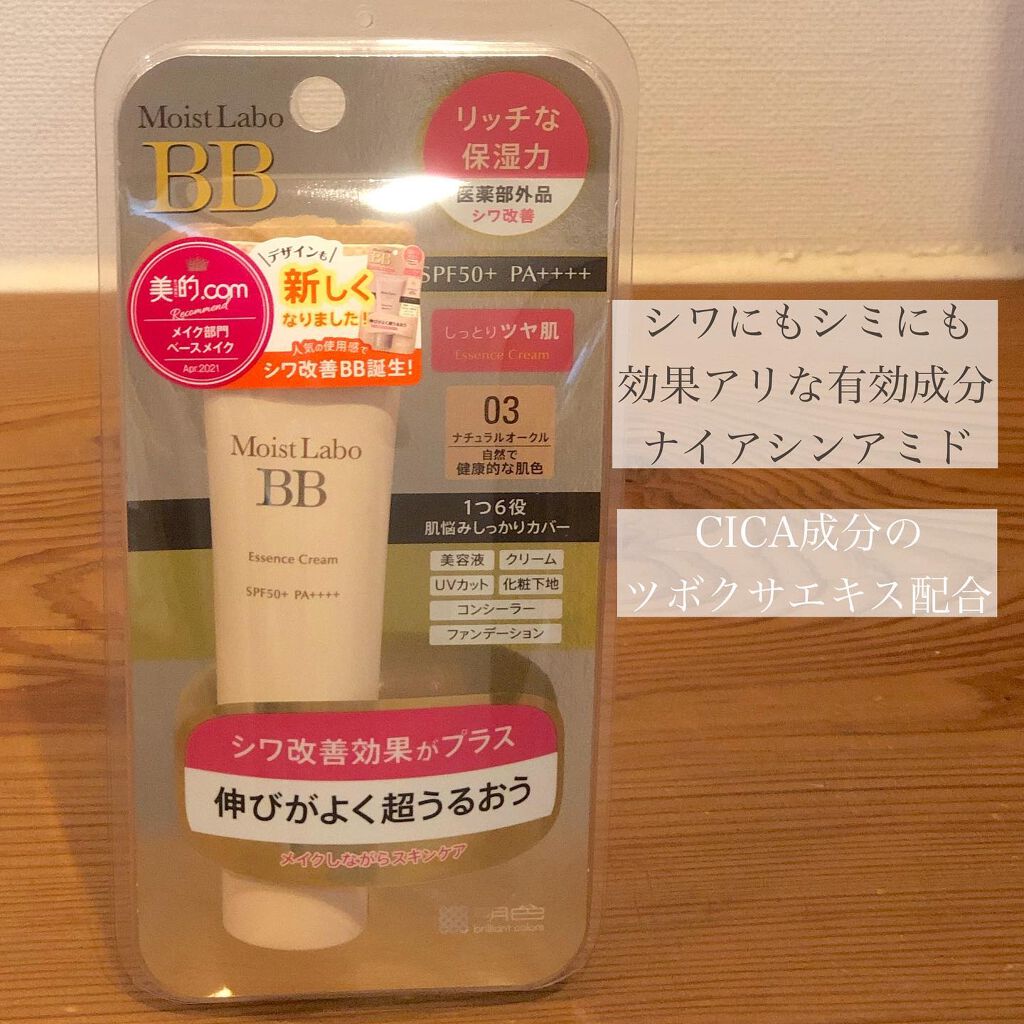 Moist Labo
BB
リッチな
保湿力
医薬部外品
シワ改善
SPF50+ PA++++
美的.com
Recommend
メイク部門
ベースメイク
Apr.2021
デザインも
新しく
なりました!
人気の使用感で
シワ改善BB誕生!
しっとりツヤ肌
Essence Cream
03
ナチュラルオークル
自然で
健康的な肌色
1つ6役
肌悩みしっかりカバー
美容液 クリーム
UVカット 化粧下地
コンシーラー
ファンデーション
Moist Labo
BB
Essence Cream
SPF50+ PA++++
シワ改善効果がプラス
伸びがよく超うるおう
メイクしながらスキンケア
明色
brilliant colors
シワにもシミにも
効果アリな有効成分
ナイアシンアミド
CICA成分の
ツボクサエキス配合